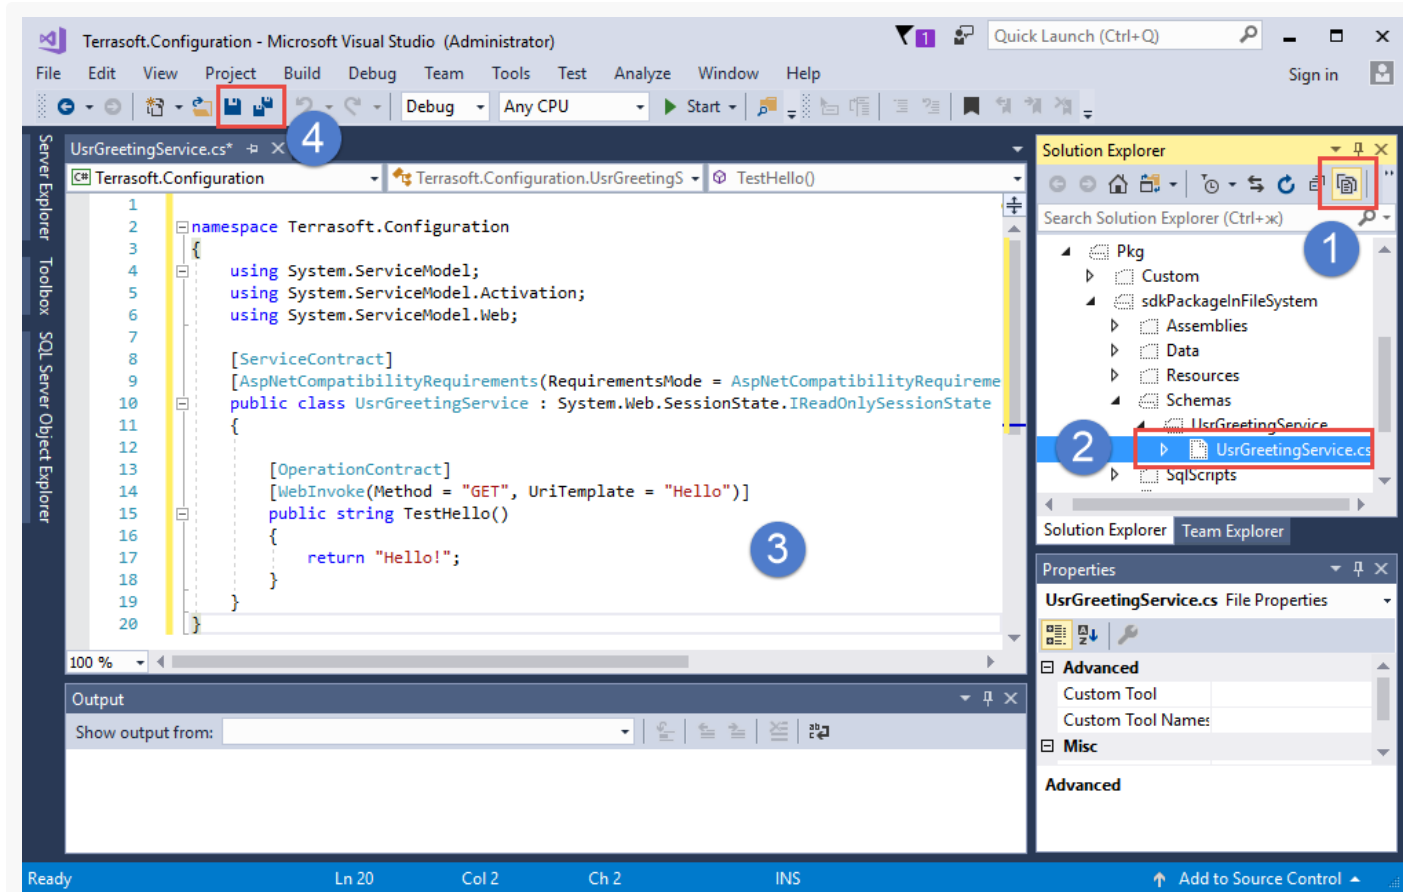 Terrasoft.Configuration - Microsoft Visual Studio (Administrator)
1
Quick Launch (Ctrl+Q)
File Edit View Project Build Debug Team Tools Test Analyze Window Help
Sign in
Debug
Any CPU
Start
4
Server Explorer
Toolbox
SQL Server Object Explorer
UsrGreetingService.cs*
C# Terrasoft.Configuration
Terrasoft.Configuration.UsrGreetingS
TestHello()
1
2 namespace Terrasoft.Configuration
3 {
4 using System.ServiceModel;
5 using System.ServiceModel.Activation;
6 using System.ServiceModel.Web;
7
8 [ServiceContract]
9 [AspNetCompatibilityRequirements(RequirementsMode = AspNetCompatibilityRequireme
10 public class UsrGreetingService : System.Web.SessionState.IReadOnlySessionState
11 {
12
13 [OperationContract]
14 [WebInvoke(Method = "GET", UriTemplate = "Hello")]
15 public string TestHello()
16 {
17 return "Hello!";
18 }
19 }
20 }
3
100 %
Output
Show output from:
Solution Explorer
Search Solution Explorer (Ctrl+ж)
1
Pkg
Custom
sdkPackageInFileSystem
Assemblies
Data
Resources
Schemas
UsrGreetingService
2
UsrGreetingService.cs
SqlScripts
Solution Explorer Team Explorer
Properties
UsrGreetingService.cs File Properties
Advanced
Custom Tool
Custom Tool Names
Misc
Advanced
Ready
Ln 20
Col 2
Ch 2
INS
Add to Source Control